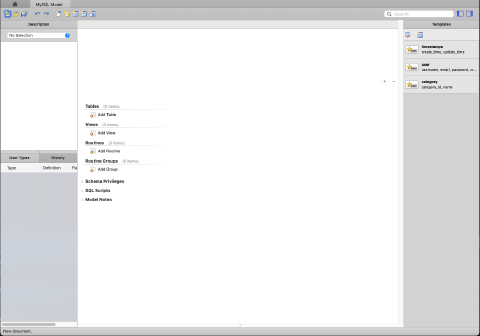 MySQL Model
Search
Description
Templates
No Selection
timestamps
create_time, update_time
user
username, email, password, cr...
category
category_id, name
Tables (0 items)
Add Table
Views (0 items)
Add View
Routines (0 items)
Add Routine
Routine Groups (0 items)
Add Group
User Types
History
Type
Definition
Fla
Schema Privileges
SQL Scripts
Model Notes
New document.